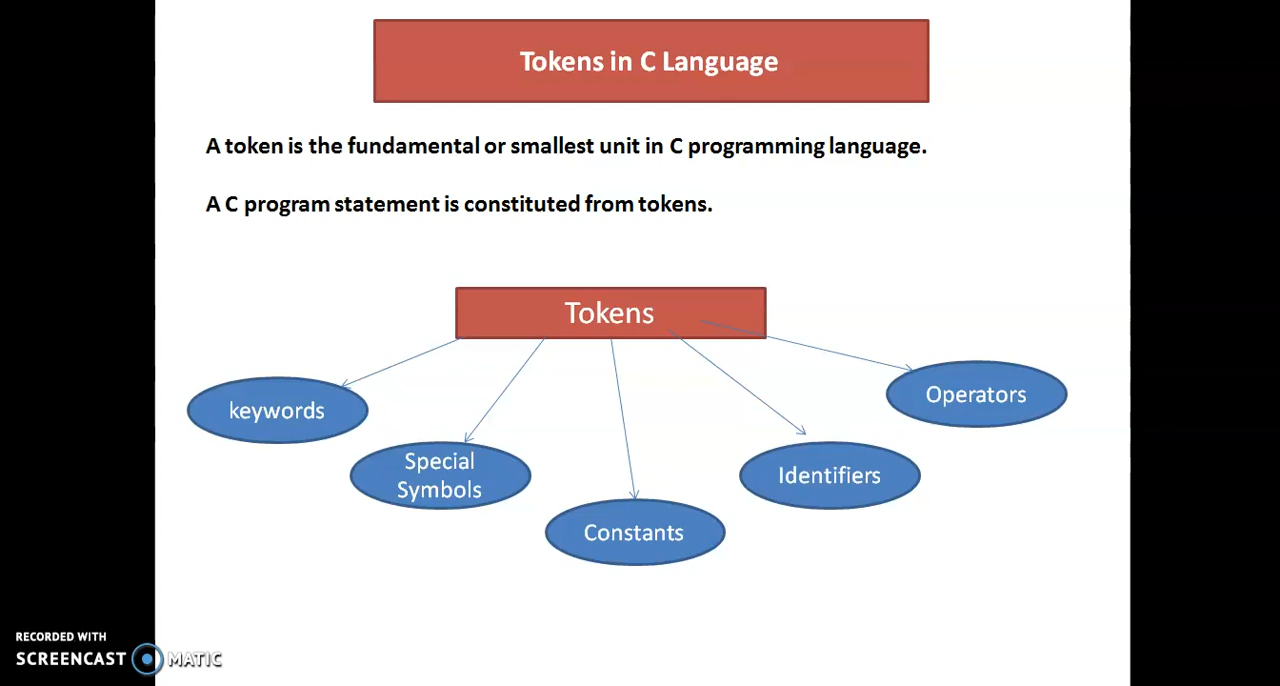 Tokens in C Language
A token is the fundamental or smallest unit in C programming language.
A C program statement is constituted from tokens.
Tokens
keywords
Special
Symbols
Constants
Identifiers
Operators
RECORDED WITH
SCREENCAST MATIC